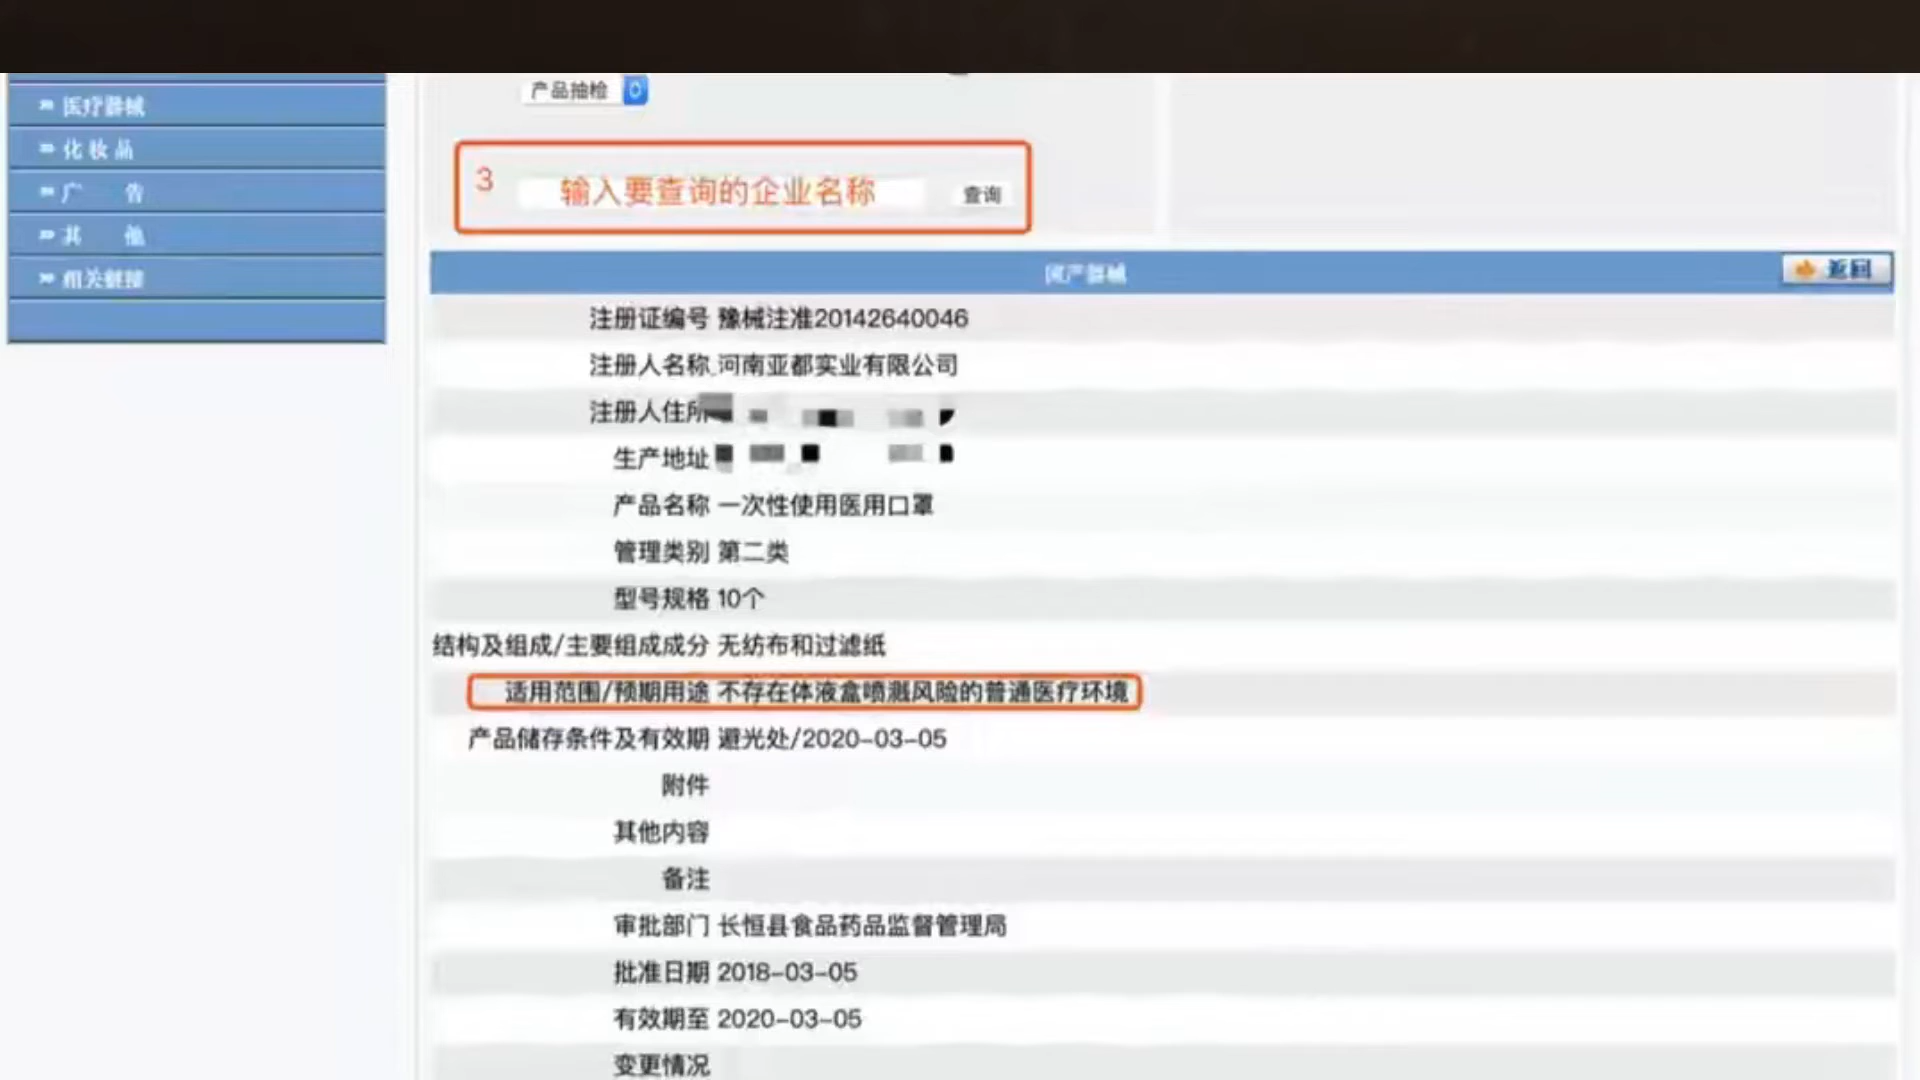 医疗器械
化妆品
广 告
其 他
相关链接
产品抽检
3 输入要查询的企业名称 查询
国产器械 返回
注册证编号 豫械注准20142640046
注册人名称 河南亚都实业有限公司
注册人住所
生产地址
产品名称 一次性使用医用口罩
管理类别 第二类
型号规格 10个
结构及组成/主要组成成分 无纺布和过滤纸
适用范围/预期用途 不存在体液盒喷溅风险的普通医疗环境
产品储存条件及有效期 避光处/2020-03-05
附件
其他内容
备注
审批部门 长恒县食品药品监督管理局
批准日期 2018-03-05
有效期至 2020-03-05
变更情况